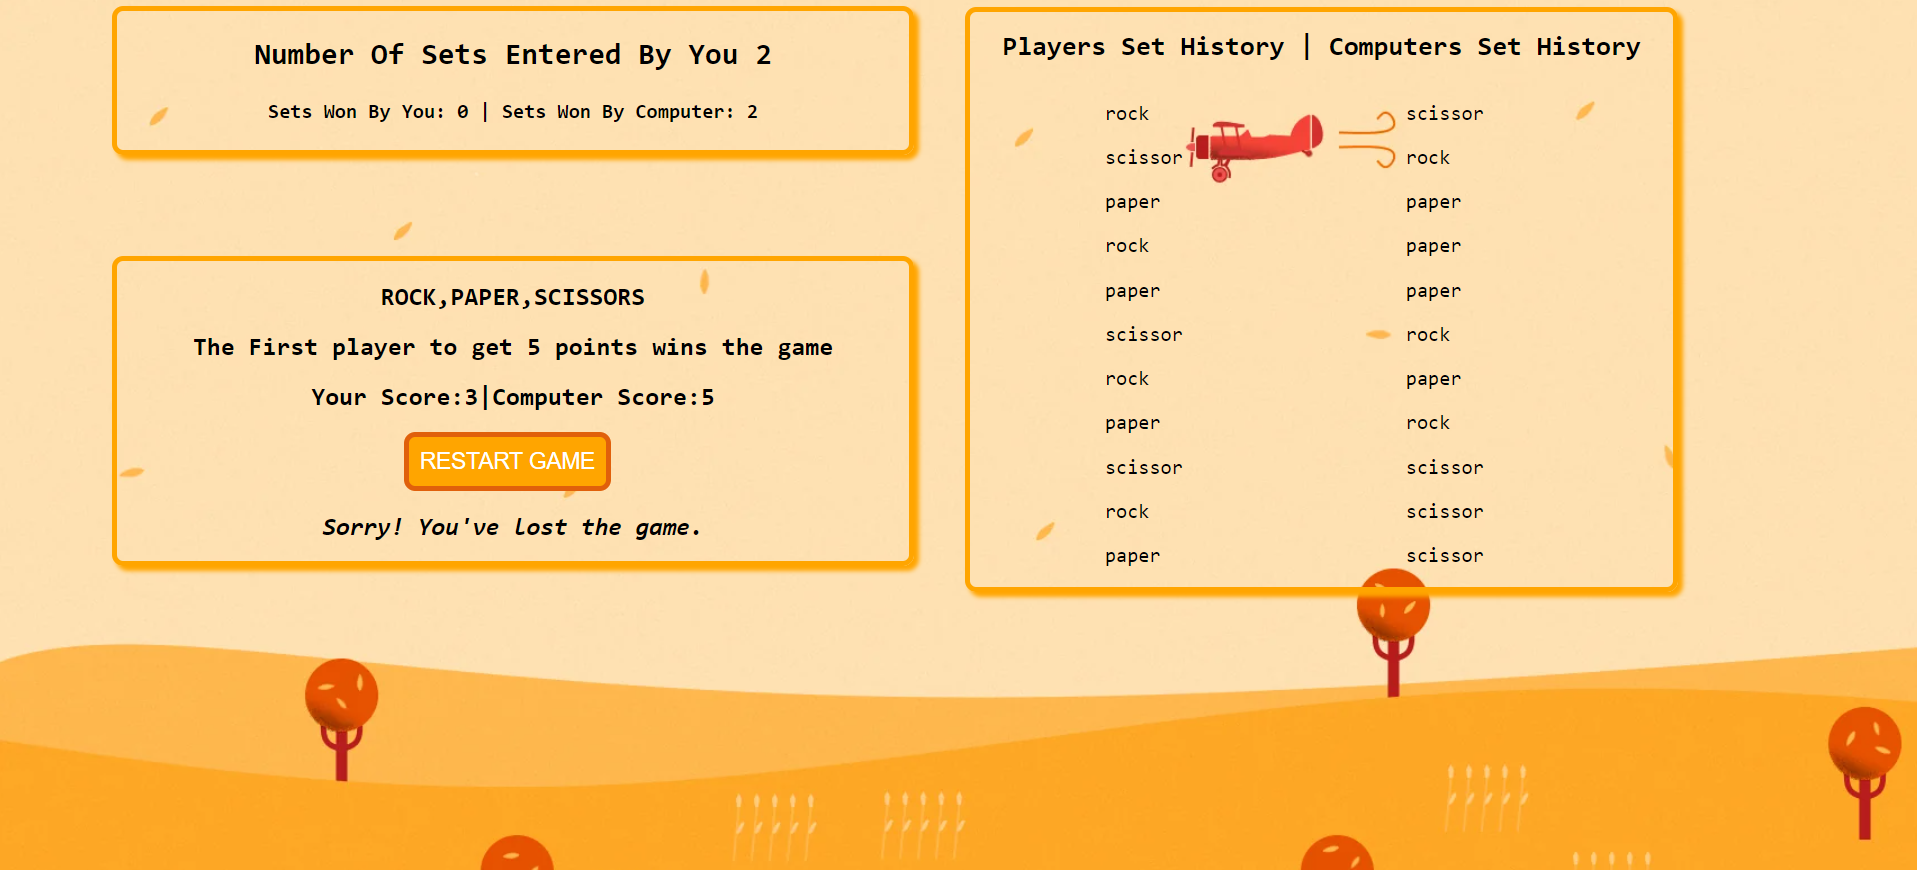 Number Of Sets Entered By You 2
Sets Won By You: 0 | Sets Won By Computer: 2
ROCK,PAPER,SCISSORS
The First player to get 5 points wins the game
Your Score:3|Computer Score:5
RESTART GAME
Sorry! You've lost the game.
Players Set History | Computers Set History
rock scissor
scissor rock
paper paper
rock paper
paper paper
scissor rock
rock paper
paper rock
scissor scissor
rock scissor
paper scissor